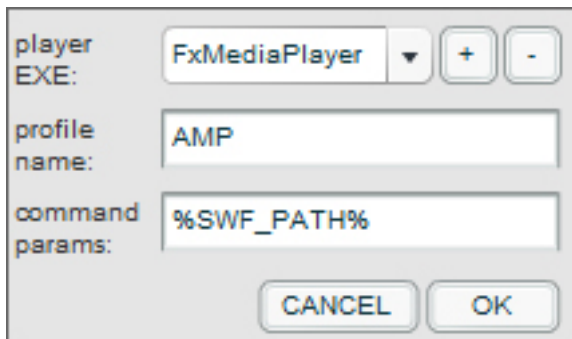 player EXE:
FxMediaPlayer
+
-
profile name:
AMP
command params:
%SWF_PATH%
CANCEL
OK